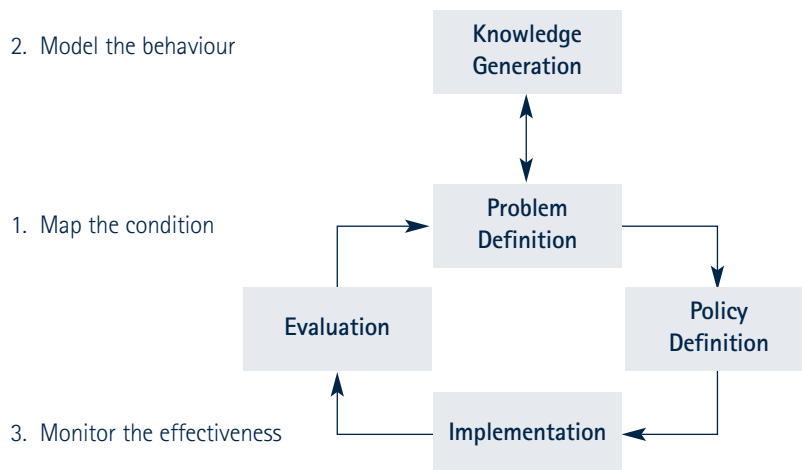 2. Model the behaviour
Knowledge
Generation
1. Map the condition
Problem
Definition
Evaluation
Policy
Definition
3. Monitor the effectiveness
Implementation